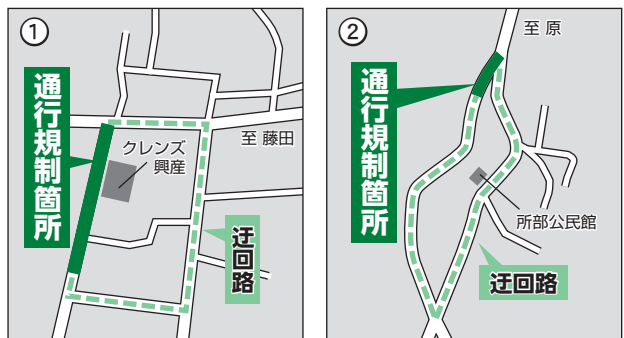 ①
通行規制箇所
クレンズ
興産
至 藤田
迂回路
②
至 原
通行規制箇所
所部公民館
迂回路